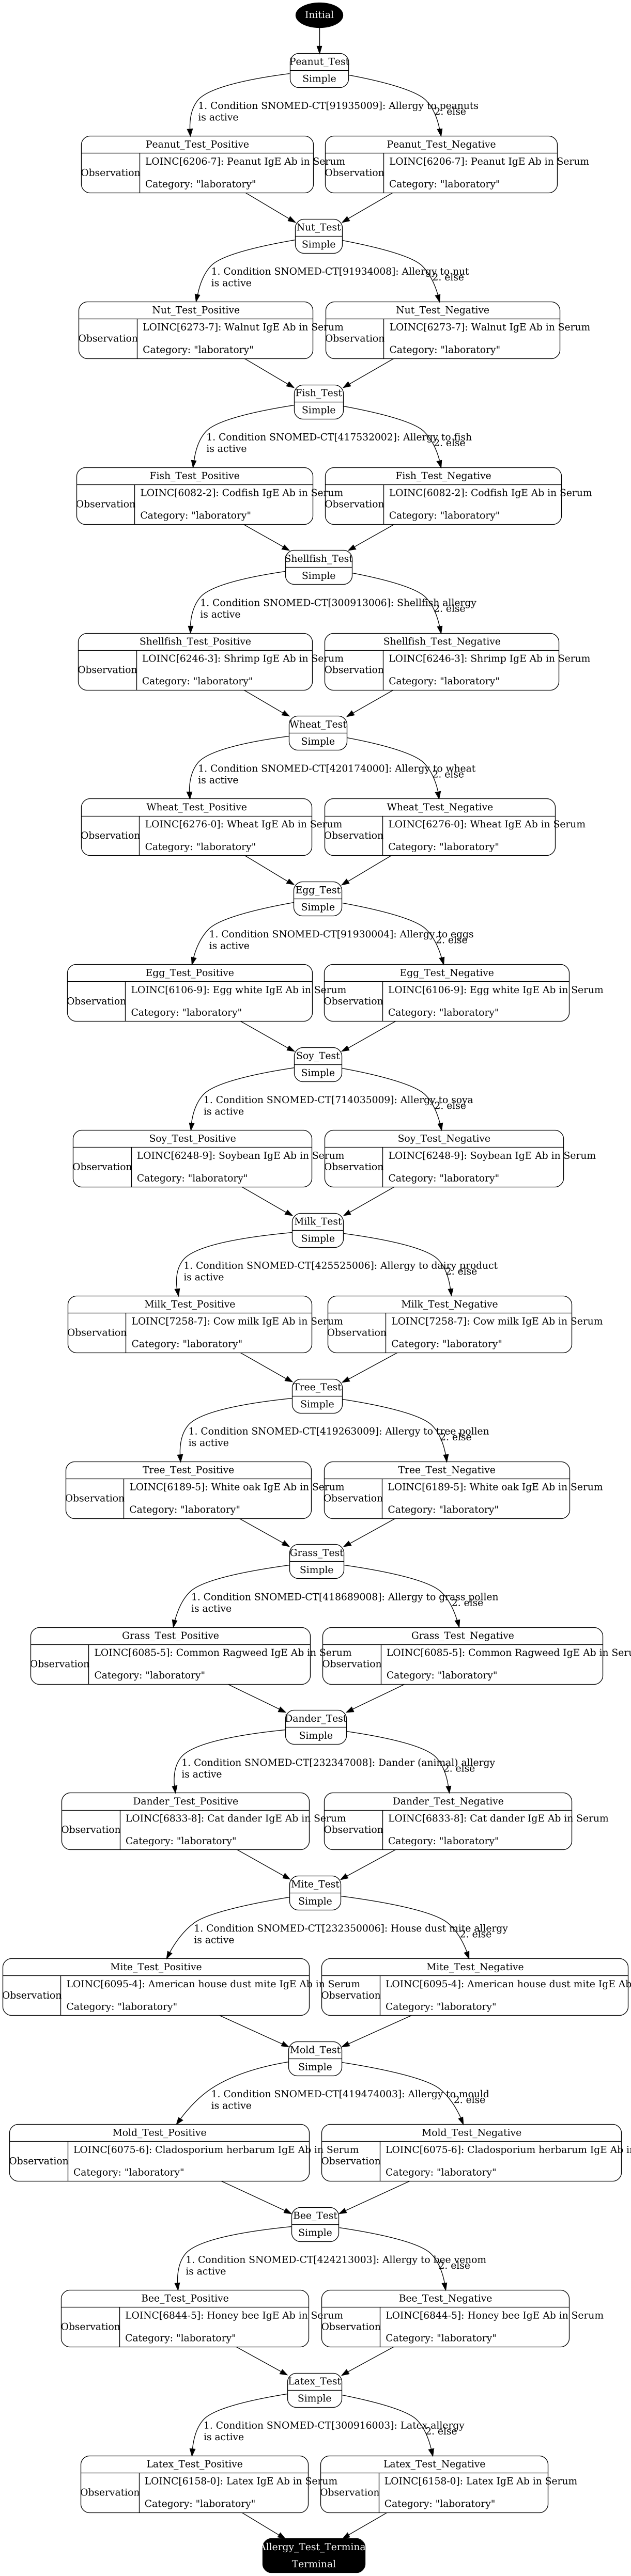 Initial
Peanut_Test
Simple
1. Condition SNOMED-CT[91935009]: Allergy to peanuts
is active
2. else
Peanut_Test_Positive
Observation
LOINC[6206-7]: Peanut IgE Ab in Serum
Category: "laboratory"
Peanut_Test_Negative
Observation
LOINC[6206-7]: Peanut IgE Ab in Serum
Category: "laboratory"
Nut_Test
Simple
1. Condition SNOMED-CT[91934008]: Allergy to nut
is active
2. else
Nut_Test_Positive
Observation
LOINC[6273-7]: Walnut IgE Ab in Serum
Category: "laboratory"
Nut_Test_Negative
Observation
LOINC[6273-7]: Walnut IgE Ab in Serum
Category: "laboratory"
Fish_Test
Simple
1. Condition SNOMED-CT[417532002]: Allergy to fish
is active
2. else
Fish_Test_Positive
Observation
LOINC[6082-2]: Codfish IgE Ab in Serum
Category: "laboratory"
Fish_Test_Negative
Observation
LOINC[6082-2]: Codfish IgE Ab in Serum
Category: "laboratory"
Shellfish_Test
Simple
1. Condition SNOMED-CT[300913006]: Shellfish allergy
is active
2. else
Shellfish_Test_Positive
Observation
LOINC[6246-3]: Shrimp IgE Ab in Serum
Category: "laboratory"
Shellfish_Test_Negative
Observation
LOINC[6246-3]: Shrimp IgE Ab in Serum
Category: "laboratory"
Wheat_Test
Simple
1. Condition SNOMED-CT[420174000]: Allergy to wheat
is active
2. else
Wheat_Test_Positive
Observation
LOINC[6276-0]: Wheat IgE Ab in Serum
Category: "laboratory"
Wheat_Test_Negative
Observation
LOINC[6276-0]: Wheat IgE Ab in Serum
Category: "laboratory"
Egg_Test
Simple
1. Condition SNOMED-CT[91930004]: Allergy to eggs
is active
2. else
Egg_Test_Positive
Observation
LOINC[6106-9]: Egg white IgE Ab in Serum
Category: "laboratory"
Egg_Test_Negative
Observation
LOINC[6106-9]: Egg white IgE Ab in Serum
Category: "laboratory"
Soy_Test
Simple
1. Condition SNOMED-CT[714035009]: Allergy to soya
is active
2. else
Soy_Test_Positive
Observation
LOINC[6248-9]: Soybean IgE Ab in Serum
Category: "laboratory"
Soy_Test_Negative
Observation
LOINC[6248-9]: Soybean IgE Ab in Serum
Category: "laboratory"
Milk_Test
Simple
1. Condition SNOMED-CT[425525006]: Allergy to dairy product
is active
2. else
Milk_Test_Positive
Observation
LOINC[7258-7]: Cow milk IgE Ab in Serum
Category: "laboratory"
Milk_Test_Negative
Observation
LOINC[7258-7]: Cow milk IgE Ab in Serum
Category: "laboratory"
Tree_Test
Simple
1. Condition SNOMED-CT[419263009]: Allergy to tree pollen
is active
2. else
Tree_Test_Positive
Observation
LOINC[6189-5]: White oak IgE Ab in Serum
Category: "laboratory"
Tree_Test_Negative
Observation
LOINC[6189-5]: White oak IgE Ab in Serum
Category: "laboratory"
Grass_Test
Simple
1. Condition SNOMED-CT[418689008]: Allergy to grass pollen
is active
2. else
Grass_Test_Positive
Observation
LOINC[6085-5]: Common Ragweed IgE Ab in Serum
Category: "laboratory"
Grass_Test_Negative
Observation
LOINC[6085-5]: Common Ragweed IgE Ab in Seru
Category: "laboratory"
Dander_Test
Simple
1. Condition SNOMED-CT[232347008]: Dander (animal) allergy
is active
2. else
Dander_Test_Positive
Observation
LOINC[6833-8]: Cat dander IgE Ab in Serum
Category: "laboratory"
Dander_Test_Negative
Observation
LOINC[6833-8]: Cat dander IgE Ab in Serum
Category: "laboratory"
Mite_Test
Simple
1. Condition SNOMED-CT[232350006]: House dust mite allergy
is active
2. else
Mite_Test_Positive
Observation
LOINC[6095-4]: American house dust mite IgE Ab in Serum
Category: "laboratory"
Mite_Test_Negative
Observation
LOINC[6095-4]: American house dust mite IgE Ab
Category: "laboratory"
Mold_Test
Simple
1. Condition SNOMED-CT[419474003]: Allergy to mould
is active
2. else
Mold_Test_Positive
Observation
LOINC[6075-6]: Cladosporium herbarum IgE Ab in Serum
Category: "laboratory"
Mold_Test_Negative
Observation
LOINC[6075-6]: Cladosporium herbarum IgE Ab in
Category: "laboratory"
Bee_Test
Simple
1. Condition SNOMED-CT[424213003]: Allergy to bee venom
is active
2. else
Bee_Test_Positive
Observation
LOINC[6844-5]: Honey bee IgE Ab in Serum
Category: "laboratory"
Bee_Test_Negative
Observation
LOINC[6844-5]: Honey bee IgE Ab in Serum
Category: "laboratory"
Latex_Test
Simple
1. Condition SNOMED-CT[300916003]: Latex allergy
is active
2. else
Latex_Test_Positive
Observation
LOINC[6158-0]: Latex IgE Ab in Serum
Category: "laboratory"
Latex_Test_Negative
Observation
LOINC[6158-0]: Latex IgE Ab in Serum
Category: "laboratory"
Allergy_Test_Terminal
Terminal